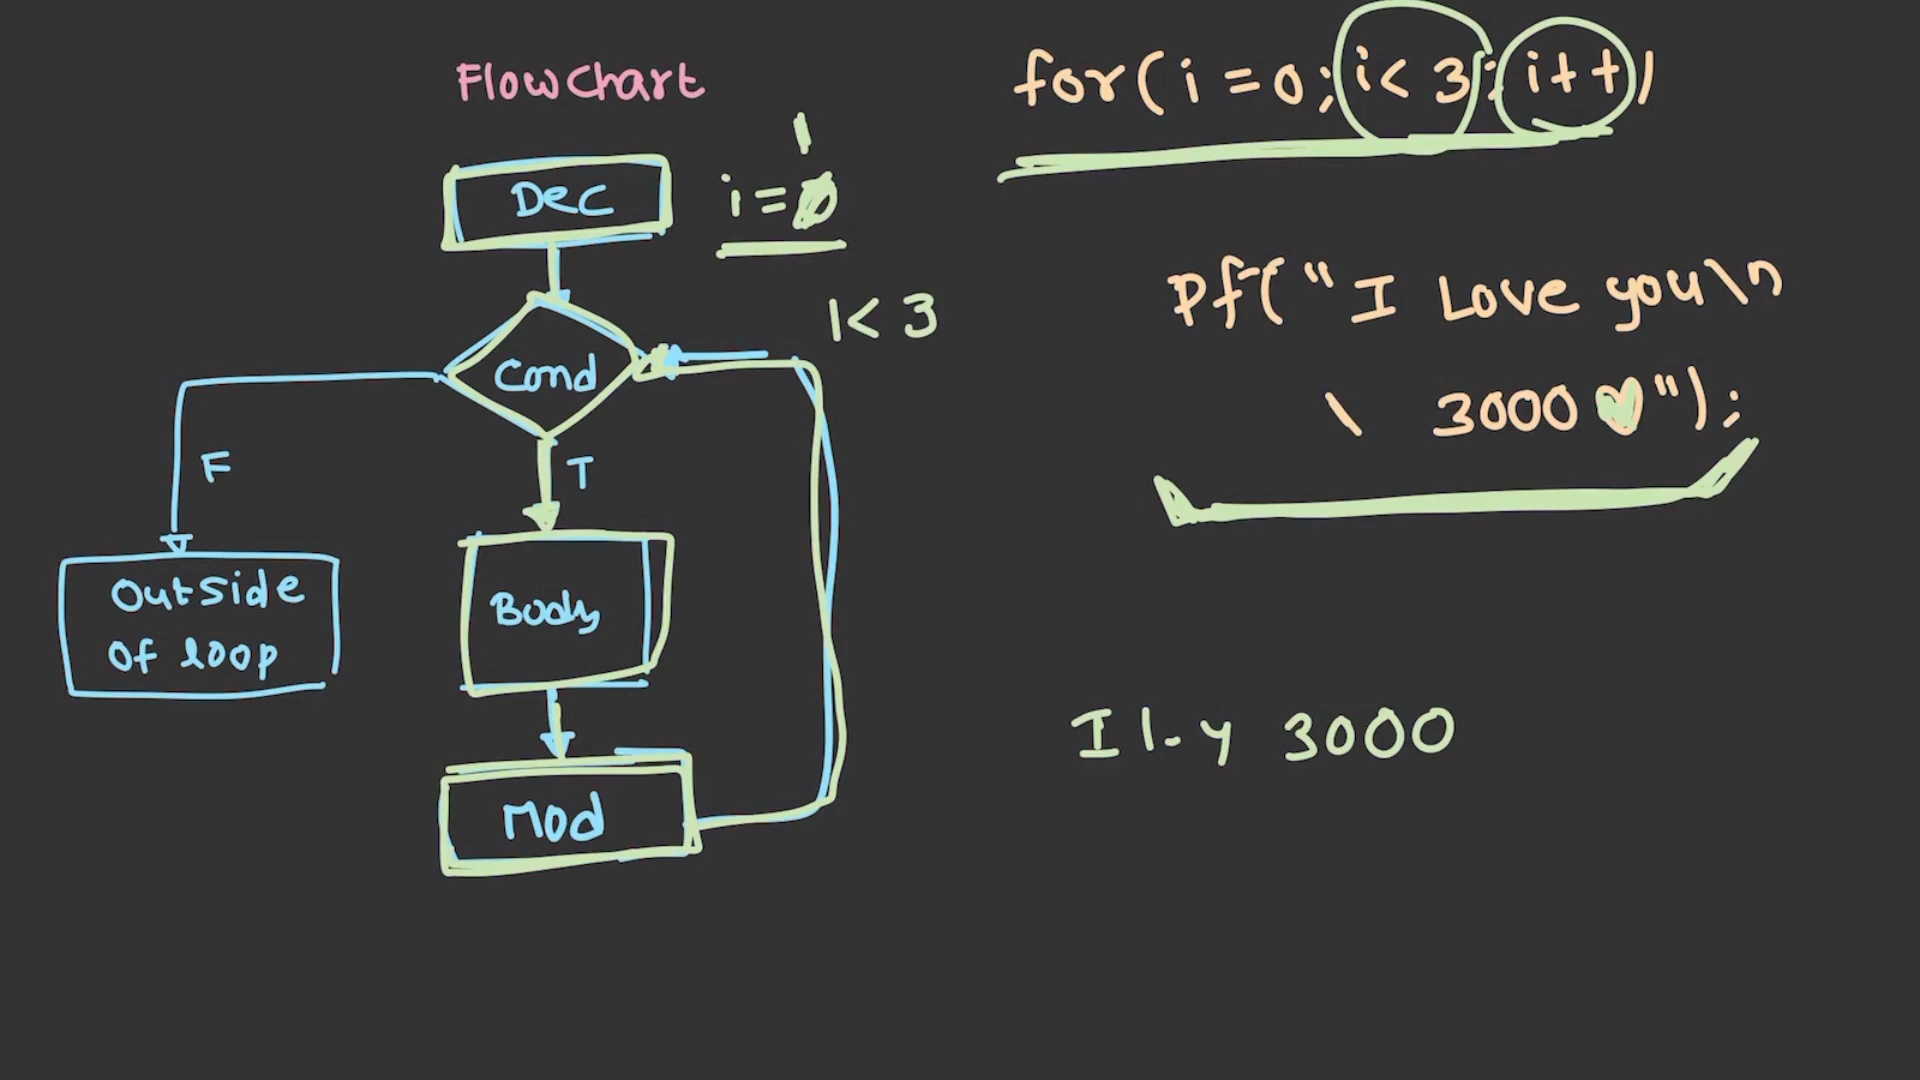 Flowchart
for(i=0; i<3; i++)
1
Dec
i=0
1<3
Pf("I Love you\n
\ 3000 ♥");
Cond
F
T
Outside
of loop
Body
Mod
I L y 3000